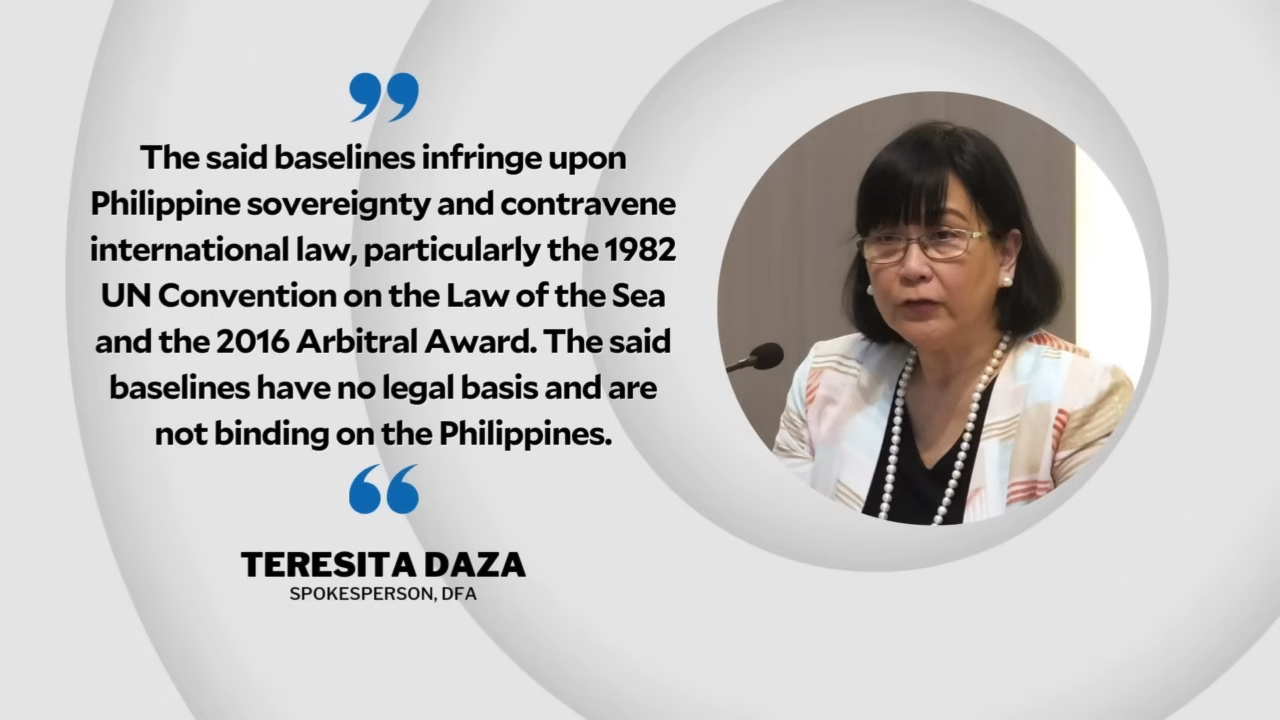 ”
The said baselines infringe upon
Philippine sovereignty and contravene
international law, particularly the 1982
UN Convention on the Law of the Sea
and the 2016 Arbitral Award. The said
baselines have no legal basis and are
not binding on the Philippines.
“
TERESITA DAZA
SPOKESPERSON, DFA